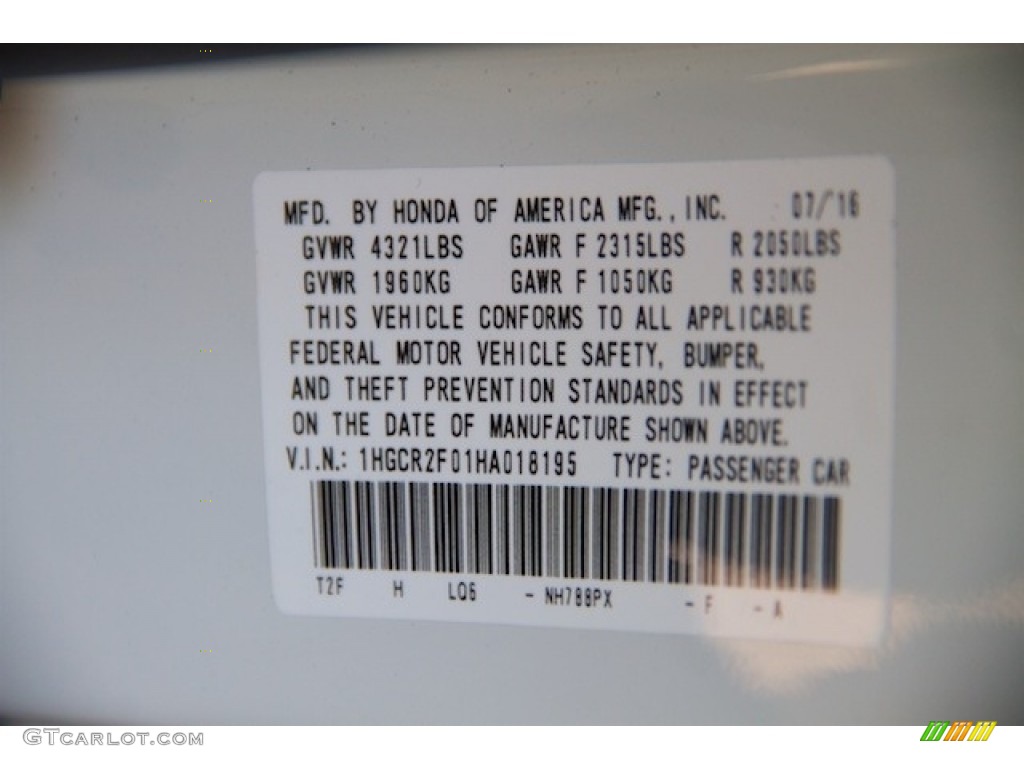 MFD. BY HONDA OF AMERICA MFG., INC. 07/16
GVWR 4321LBS GAWR F 2315LBS R 2050LBS
GVWR 1960KG GAWR F 1050KG R 930KG
THIS VEHICLE CONFORMS TO ALL APPLICABLE
FEDERAL MOTOR VEHICLE SAFETY, BUMPER,
AND THEFT PREVENTION STANDARDS IN EFFECT
ON THE DATE OF MANUFACTURE SHOWN ABOVE.
V.I.N.: 1HGCR2F01HA018195 TYPE: PASSENGER CAR
T2F H LQ6 - NH788PX - F - A
GTCARLOT.COM